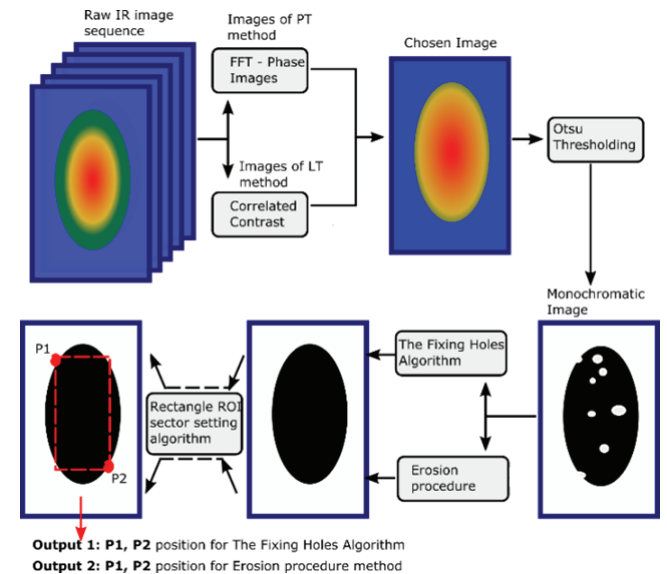 Raw IR image
sequence
Images of PT
method
FFT - Phase
Images
Images of LT
method
Correlated
Contrast
Chosen Image
Otsu
Thresholding
Monochromatic
Image
The Fixing Holes
Algorithm
Erosion
procedure
Rectangle ROI
sector setting
algorithm
P1
P2
Output 1: P1, P2 position for The Fixing Holes Algorithm
Output 2: P1, P2 position for Erosion procedure method